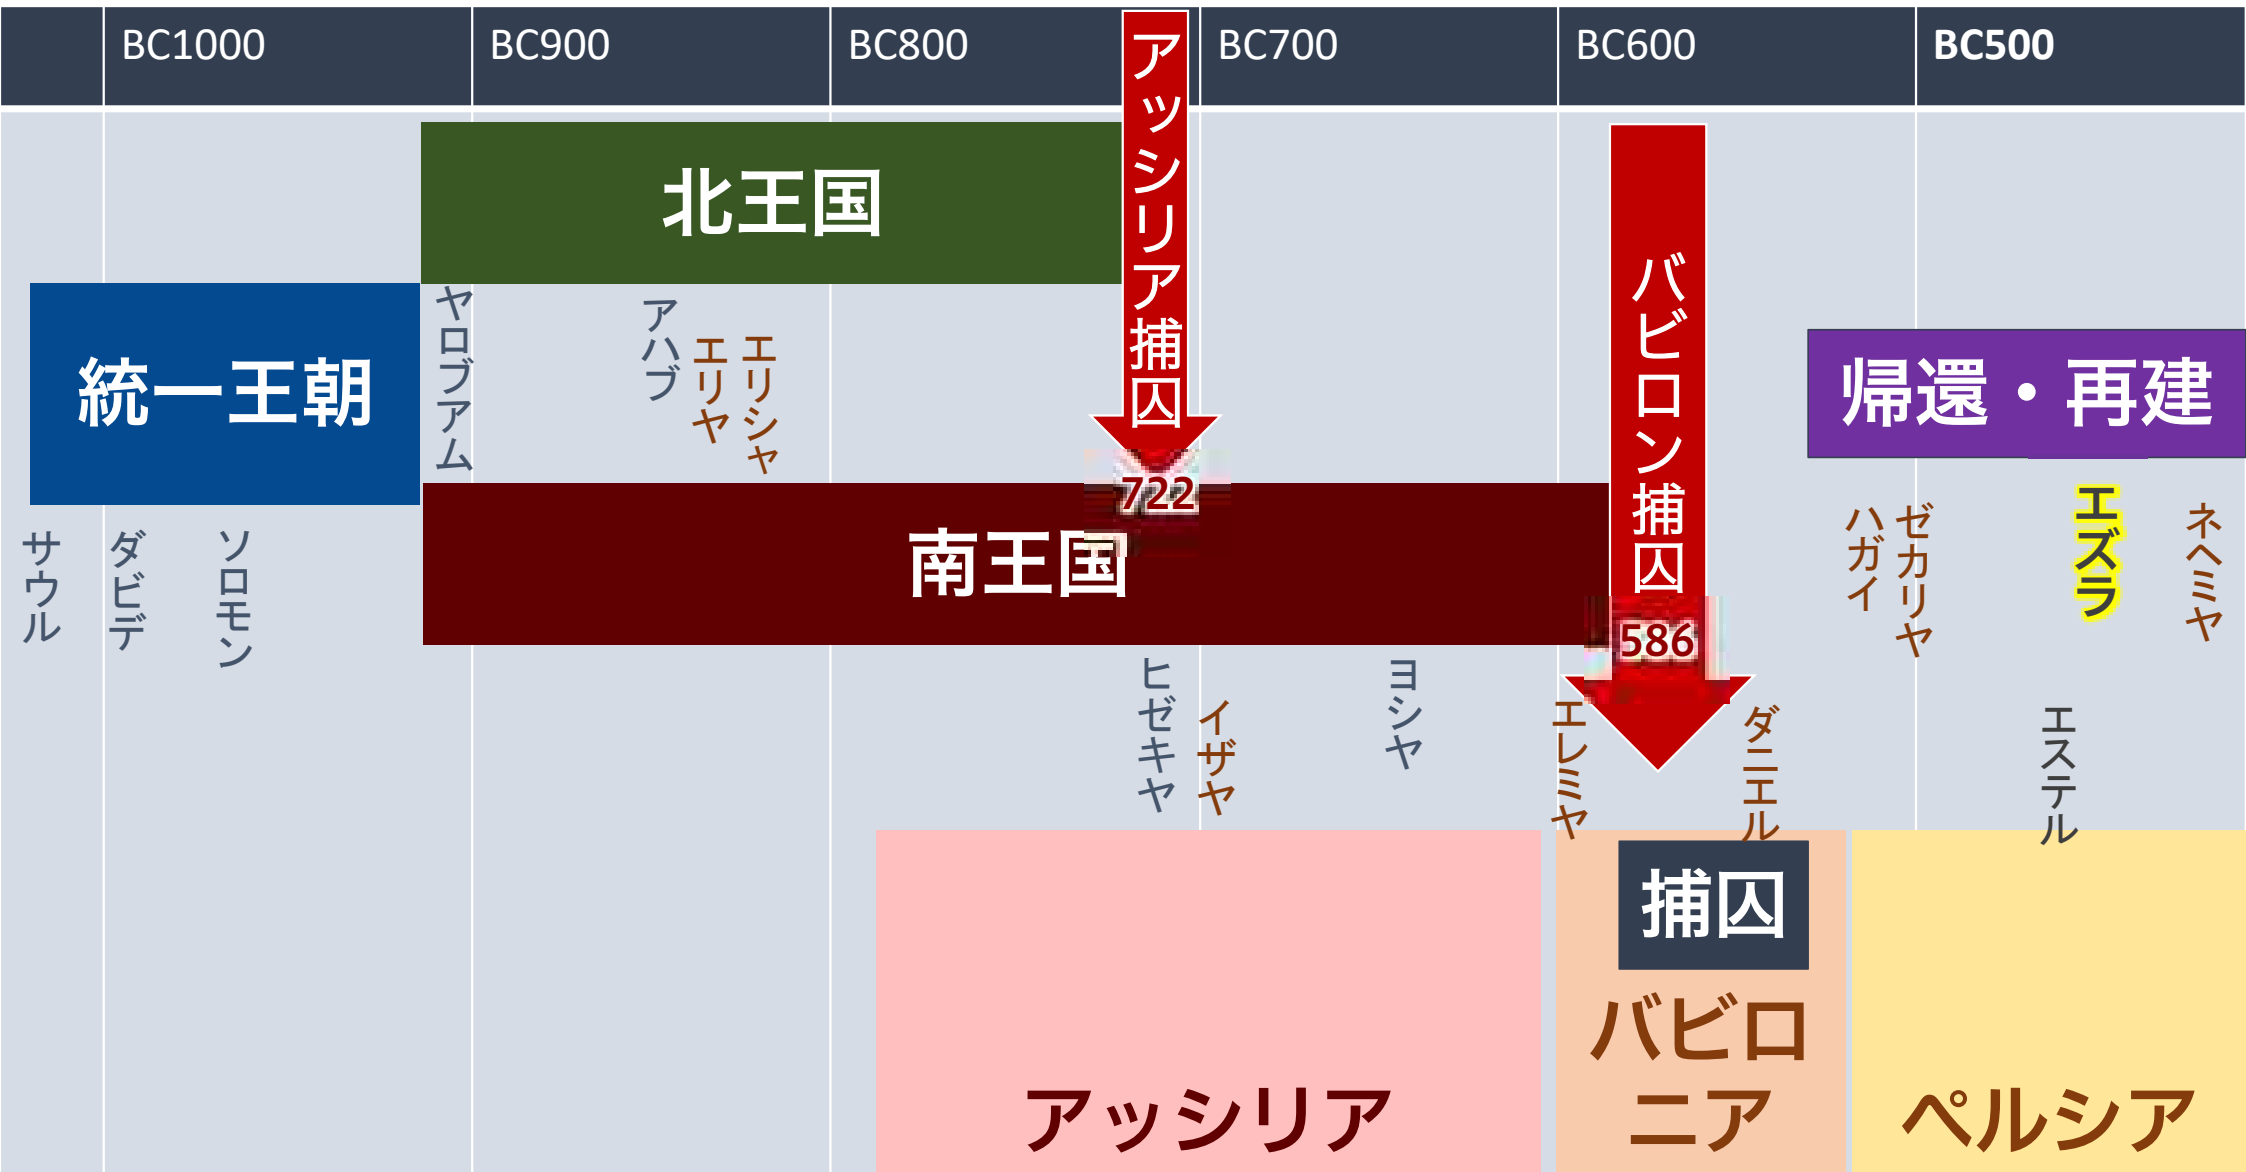 BC1000
BC900
BC800
BC700
BC600
BC500
アッシリア捕囚
722
北王国
バビロン捕囚
586
統一王朝
ヤロブアム
アハブ
エリヤ
エリシャ
帰還・再建
南王国
サウル
ダビデ
ソロモン
ハガイ
ゼカリヤ
エズラ
ネヘミヤ
ヒゼキヤ
イザヤ
ヨシヤ
エレミヤ
ダニエル
エステル
捕囚
アッシリア
バビロ
ニア
ペルシア